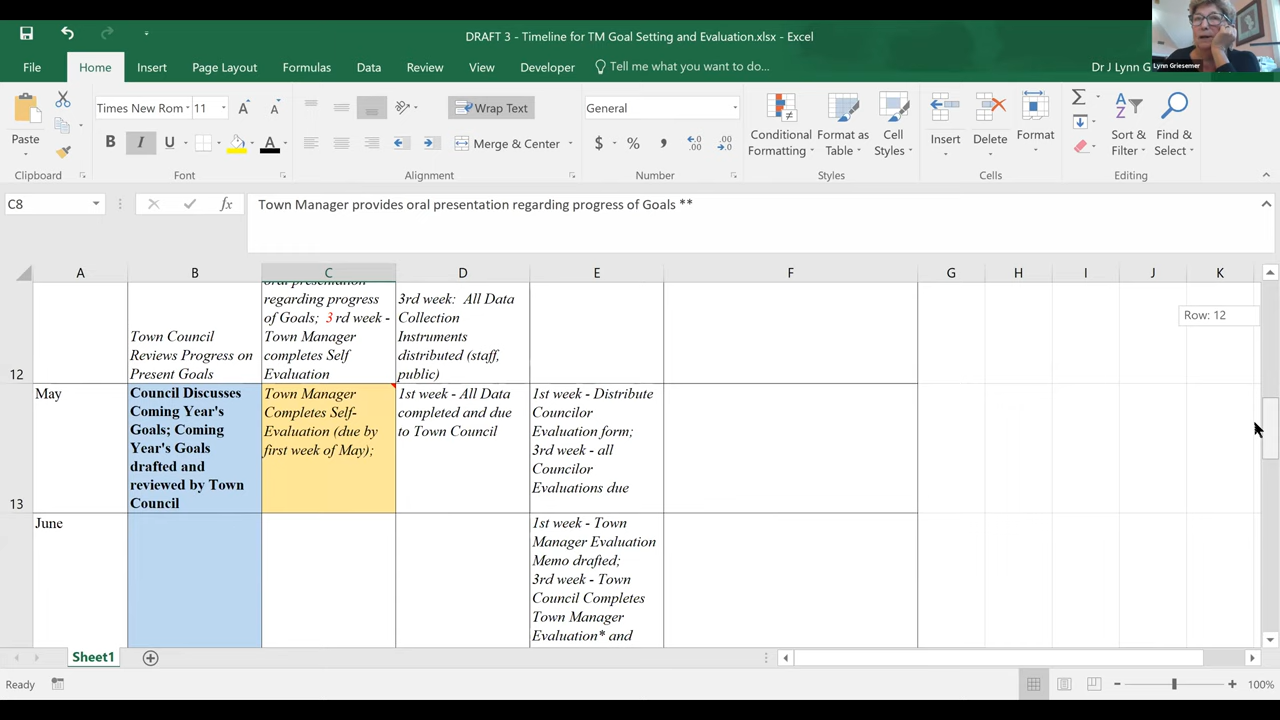 DRAFT 3 - Timeline for TM Goal Setting and Evaluation.xlsx - Excel
Lynn Griesemer
File Home Insert Page Layout Formulas Data Review View Developer Tell me what you want to do... Dr J Lynn G
Times New Rom 11 A A Wrap Text General
Paste B I U A Merge & Center $ % , .0 .00 .00 .0
Conditional Formatting Format as Table Cell Styles Insert Delete Format Sort & Filter Find & Select
Clipboard Font Alignment Number Styles Cells Editing
C8 fx Town Manager provides oral presentation regarding progress of Goals **
A B C D E F G H I J K
12
Town Council
Reviews Progress on
Present Goals
oral presentation
regarding progress
of Goals; 3 rd week -
Town Manager
completes Self
Evaluation
3rd week: All Data
Collection
Instruments
distributed (staff,
public)
Row: 12
13
May
Council Discusses
Coming Year's
Goals; Coming
Year's Goals
drafted and
reviewed by Town
Council
Town Manager
Completes Self-
Evaluation (due by
first week of May);
1st week - All Data
completed and due
to Town Council
1st week - Distribute
Councilor
Evaluation form;
3rd week - all
Councilor
Evaluations due
June
1st week - Town
Manager Evaluation
Memo drafted;
3rd week - Town
Council Completes
Town Manager
Evaluation* and
Sheet1
Ready 100%